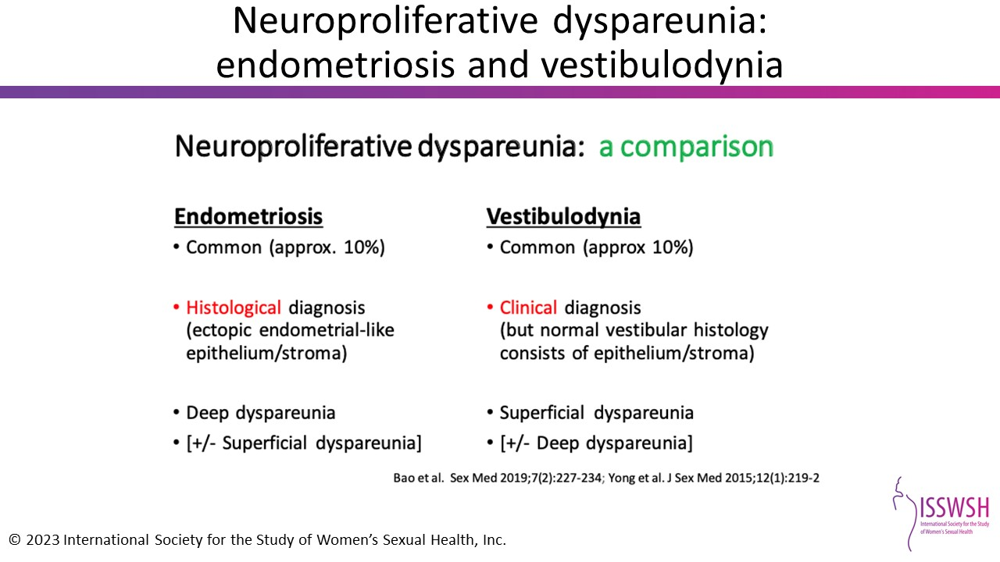 Neuroproliferative dyspareunia:
endometriosis and vestibulodynia
Neuroproliferative dyspareunia: a comparison
Endometriosis
• Common (approx. 10%)
• Histological diagnosis
(ectopic endometrial-like
epithelium/stroma)
• Deep dyspareunia
• [+/- Superficial dyspareunia]
Vestibulodynia
• Common (approx 10%)
• Clinical diagnosis
(but normal vestibular histology
consists of epithelium/stroma)
• Superficial dyspareunia
• [+/- Deep dyspareunia]
Bao et al. Sex Med 2019;7(2):227-234; Yong et al. J Sex Med 2015;12(1):219-2
ISSWSH
International Society for the Study
of Women's Sexual Health
© 2023 International Society for the Study of Women’s Sexual Health, Inc.